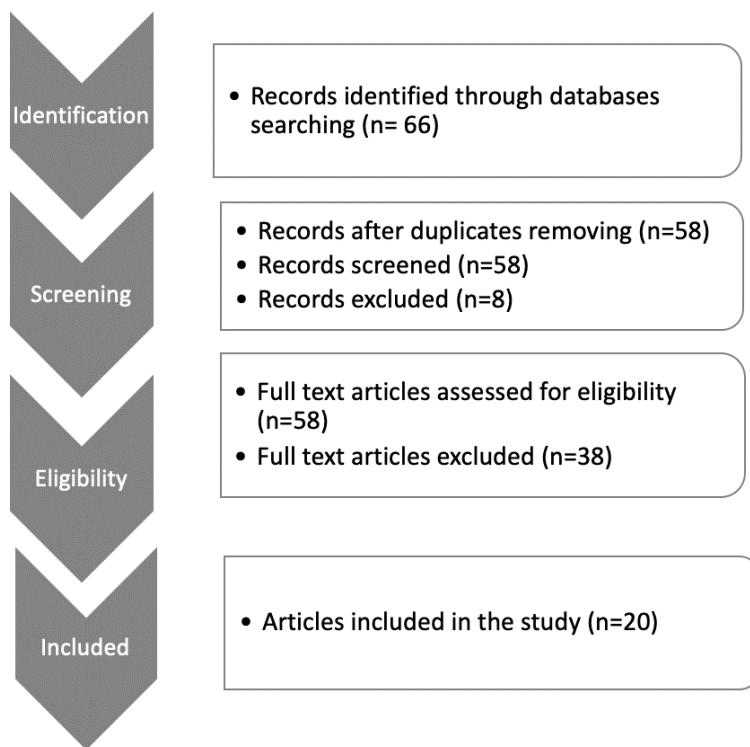 Identification
• Records identified through databases
searching (n= 66)
Screening
• Records after duplicates removing (n=58)
• Records screened (n=58)
• Records excluded (n=8)
Eligibility
• Full text articles assessed for eligibility
(n=58)
• Full text articles excluded (n=38)
Included
• Articles included in the study (n=20)